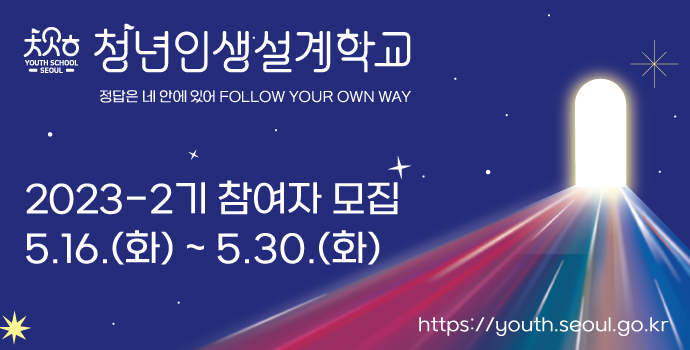 청년인생설계학교
YOUTH SCHOOL
SEOUL
정답은 네 안에 있어 FOLLOW YOUR OWN WAY
2023-2기 참여자 모집
5.16.(화) ~ 5.30.(화)
https://youth.seoul.go.kr